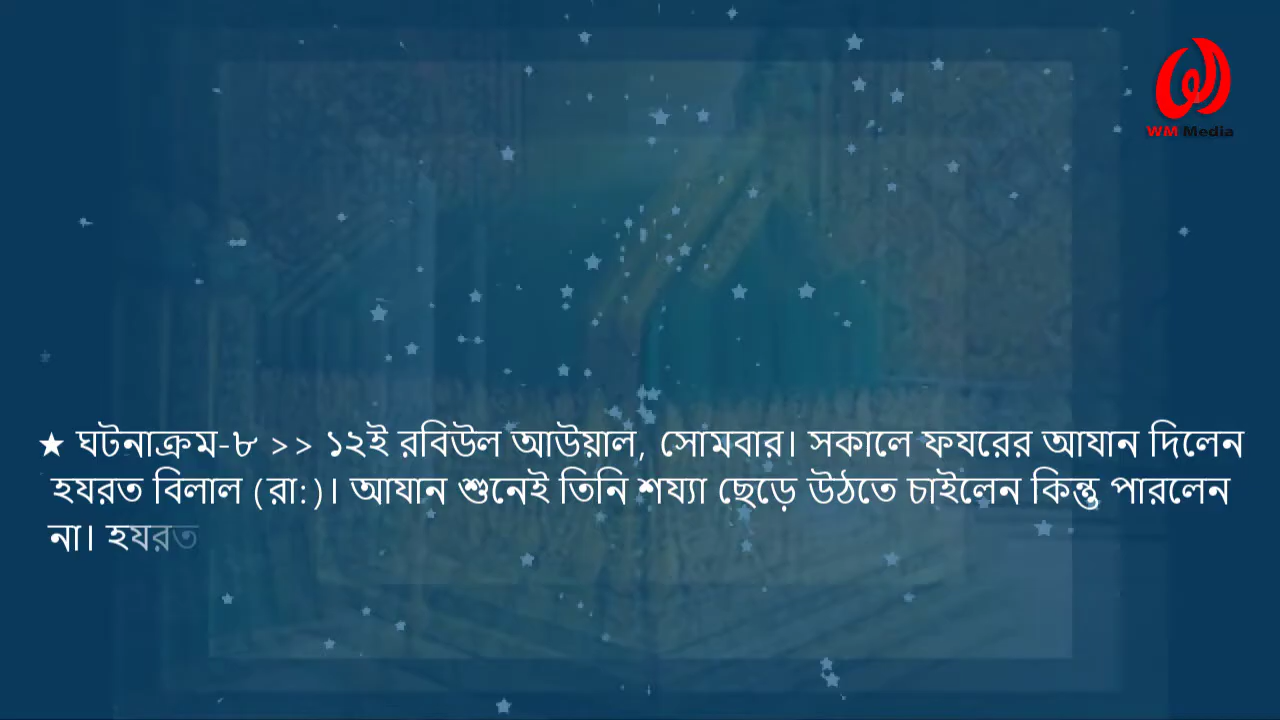 WM Media
★ ঘটনাক্রম-৮ >> ১২ই রবিউল আউয়াল, সোমবার। সকালে ফযরের আযান দিলেন
হযরত বিলাল (রা:)। আযান শুনেই তিনি শয্যা ছেড়ে উঠতে চাইলেন কিন্তু পারলেন
না। হযরত